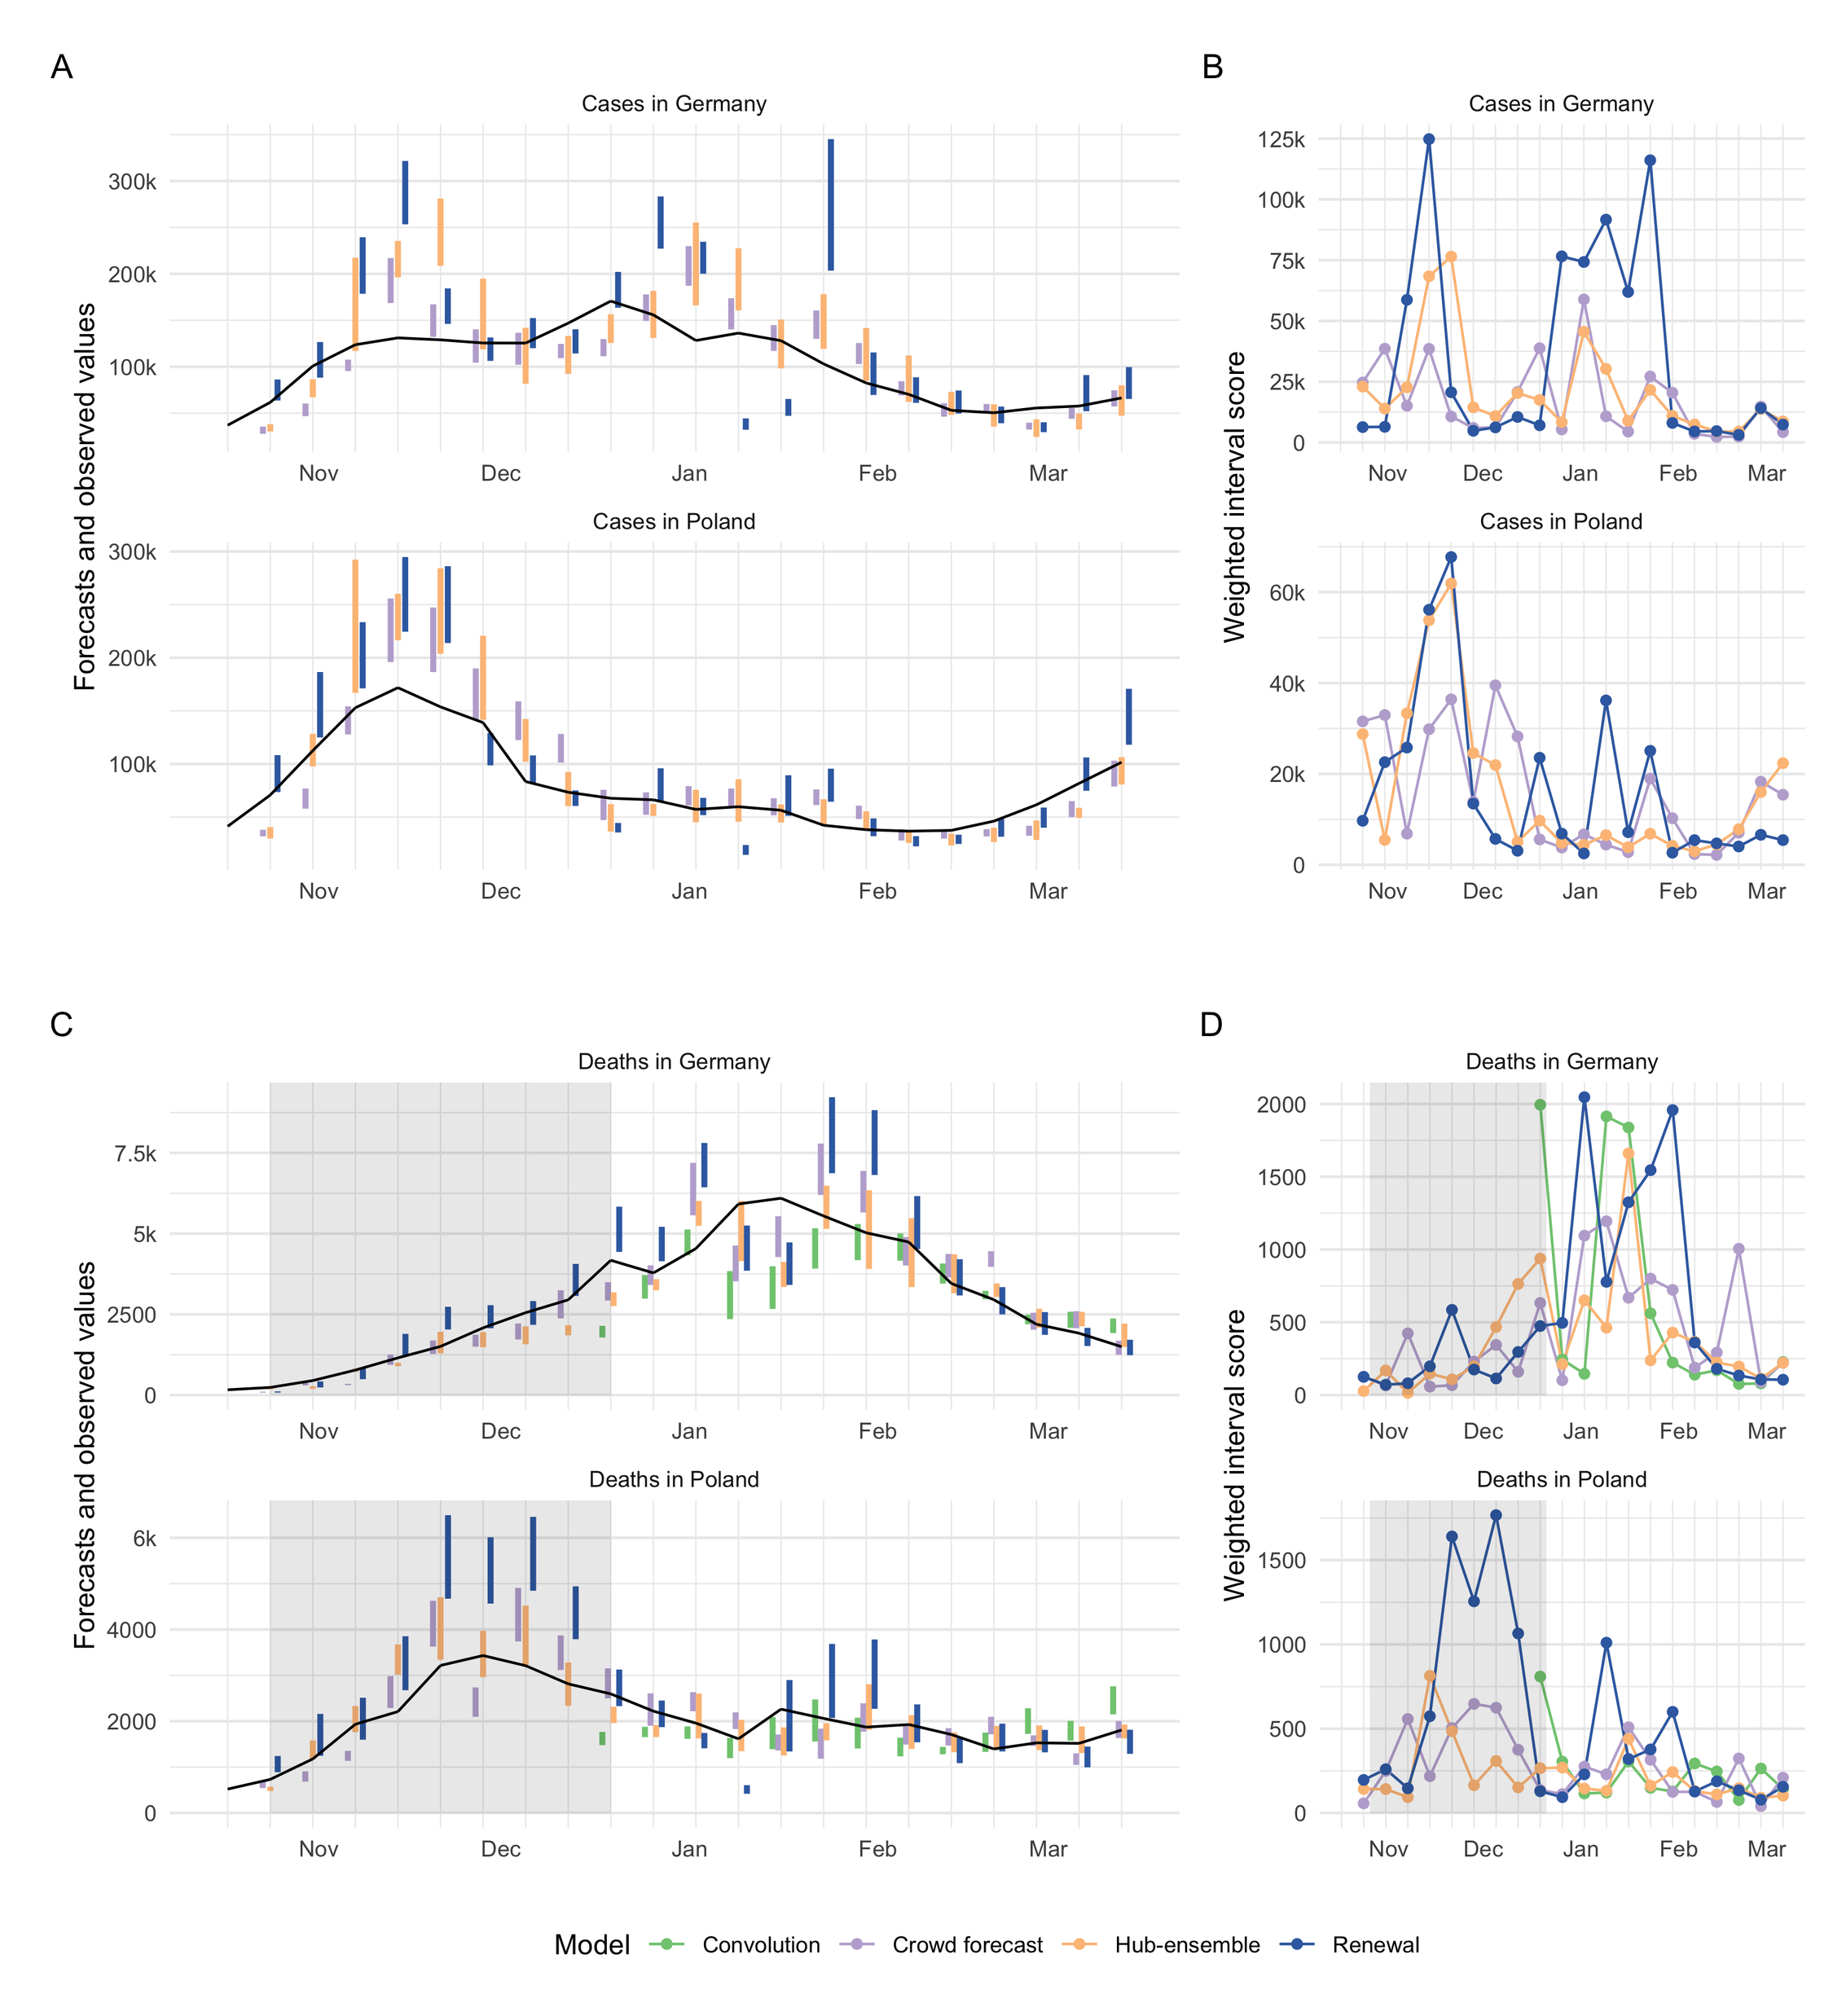 A
Cases in Germany
Forecasts and observed values
300k
200k
100k
Nov Dec Jan Feb Mar
Cases in Poland
300k
200k
100k
Nov Dec Jan Feb Mar
B
Cases in Germany
Weighted interval score
125k
100k
75k
50k
25k
0
Nov Dec Jan Feb Mar
Cases in Poland
60k
40k
20k
0
Nov Dec Jan Feb Mar
C
Deaths in Germany
Forecasts and observed values
7.5k
5k
2500
0
Nov Dec Jan Feb Mar
Deaths in Poland
6k
4000
2000
0
Nov Dec Jan Feb Mar
D
Deaths in Germany
Weighted interval score
2000
1500
1000
500
0
Nov Dec Jan Feb Mar
Deaths in Poland
1500
1000
500
0
Nov Dec Jan Feb Mar
Model Convolution Crowd forecast Hub-ensemble Renewal